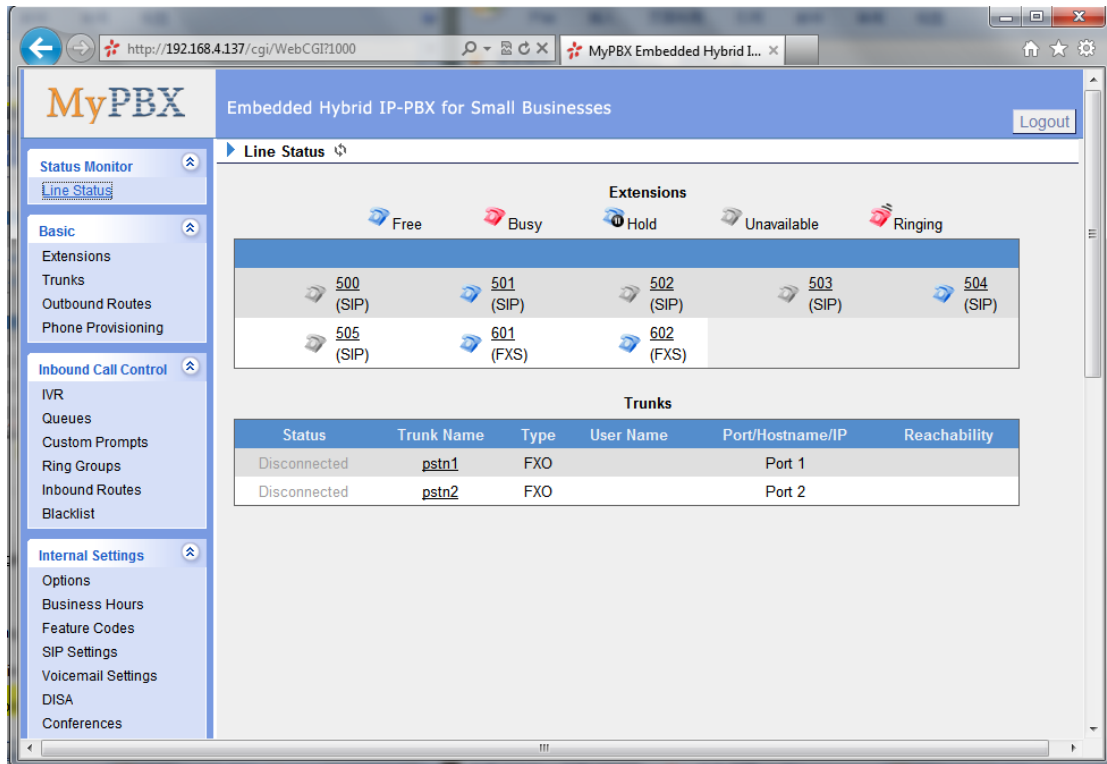 http://192.168.4.137/cgi/WebCGI?1000
MyPBX Embedded Hybrid I...
MyPBX
Embedded Hybrid IP-PBX for Small Businesses
Logout
Status Monitor
Line Status
Basic
Extensions
Trunks
Outbound Routes
Phone Provisioning
Inbound Call Control
IVR
Queues
Custom Prompts
Ring Groups
Inbound Routes
Blacklist
Internal Settings
Options
Business Hours
Feature Codes
SIP Settings
Voicemail Settings
DISA
Conferences
Line Status
Extensions
Free Busy Hold Unavailable Ringing
500 501 502 503 504
(SIP) (SIP) (SIP) (SIP) (SIP)
505 601 602
(SIP) (FXS) (FXS)
Trunks
Status Trunk Name Type User Name Port/Hostname/IP Reachability
Disconnected pstn1 FXO Port 1
Disconnected pstn2 FXO Port 2